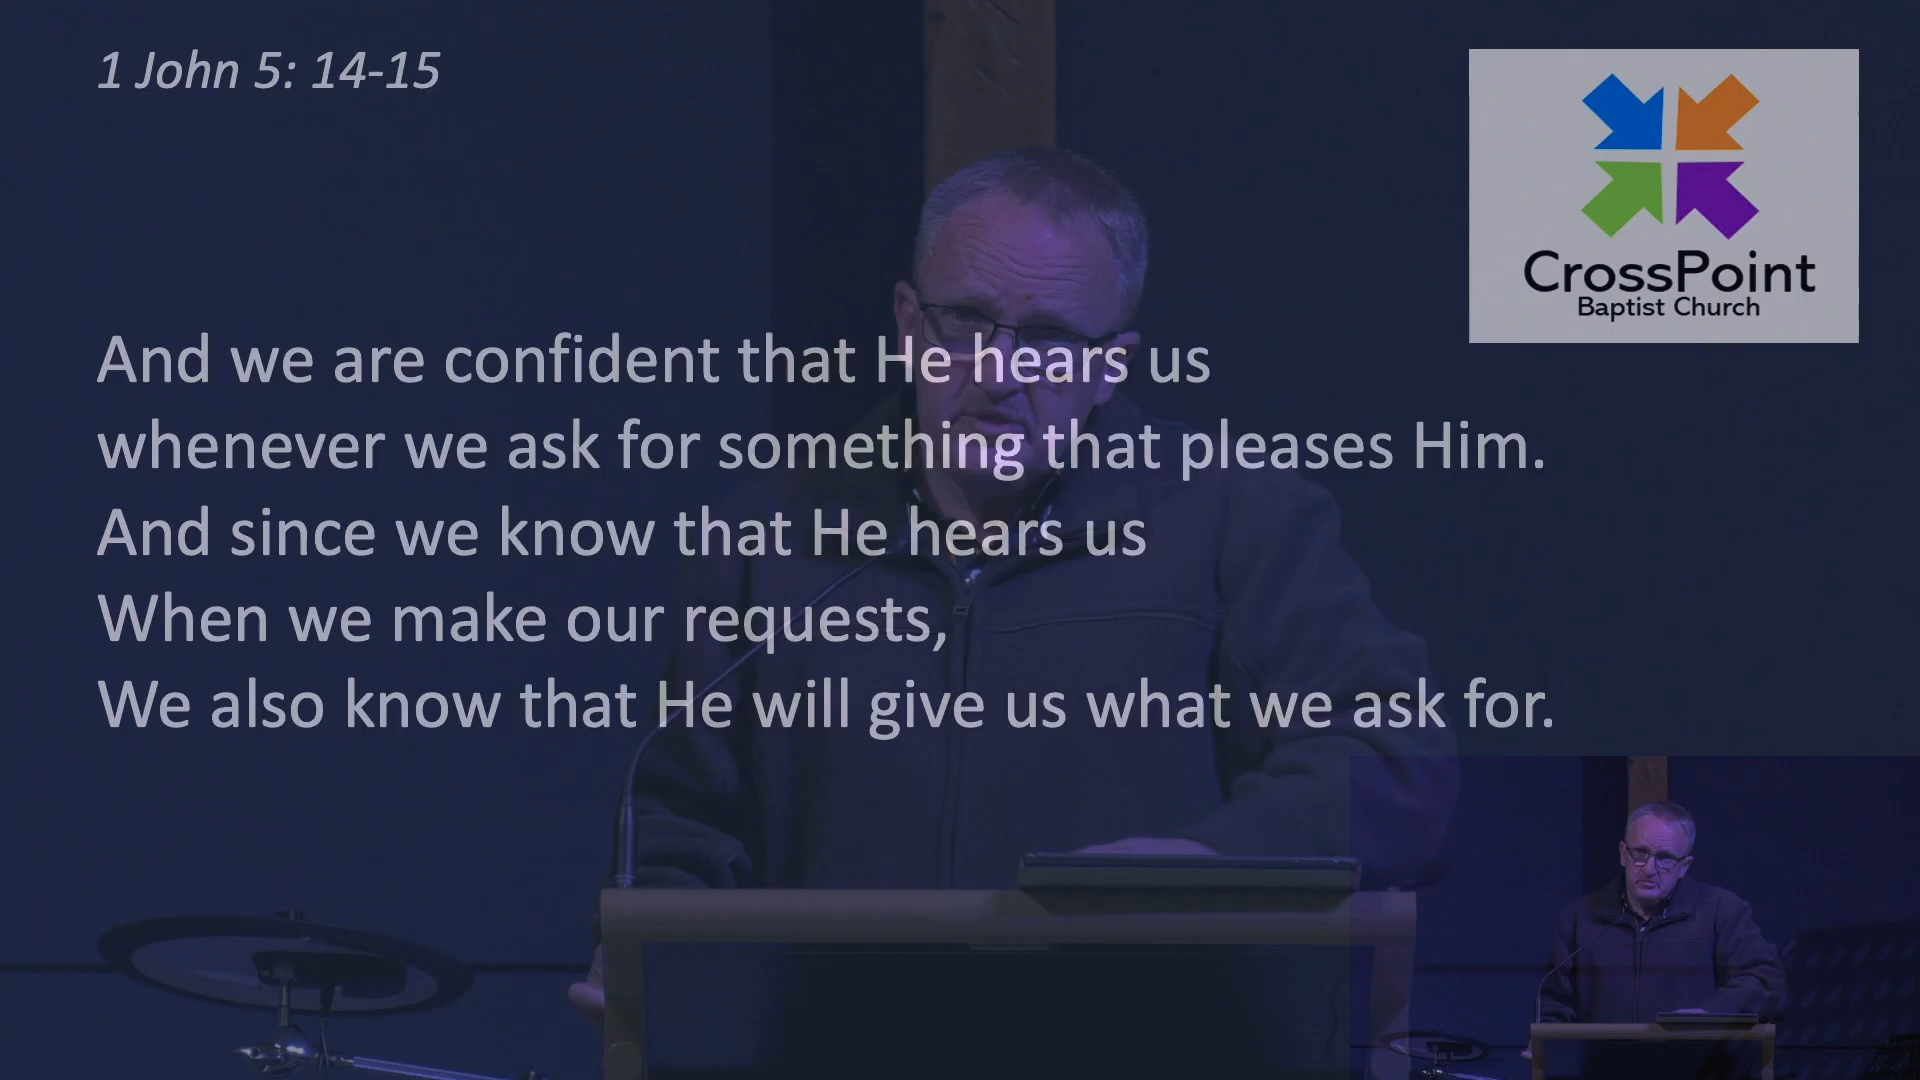 1 John 5: 14-15
CrossPoint
Baptist Church
And we are confident that He hears us
whenever we ask for something that pleases Him.
And since we know that He hears us
When we make our requests,
We also know that He will give us what we ask for.